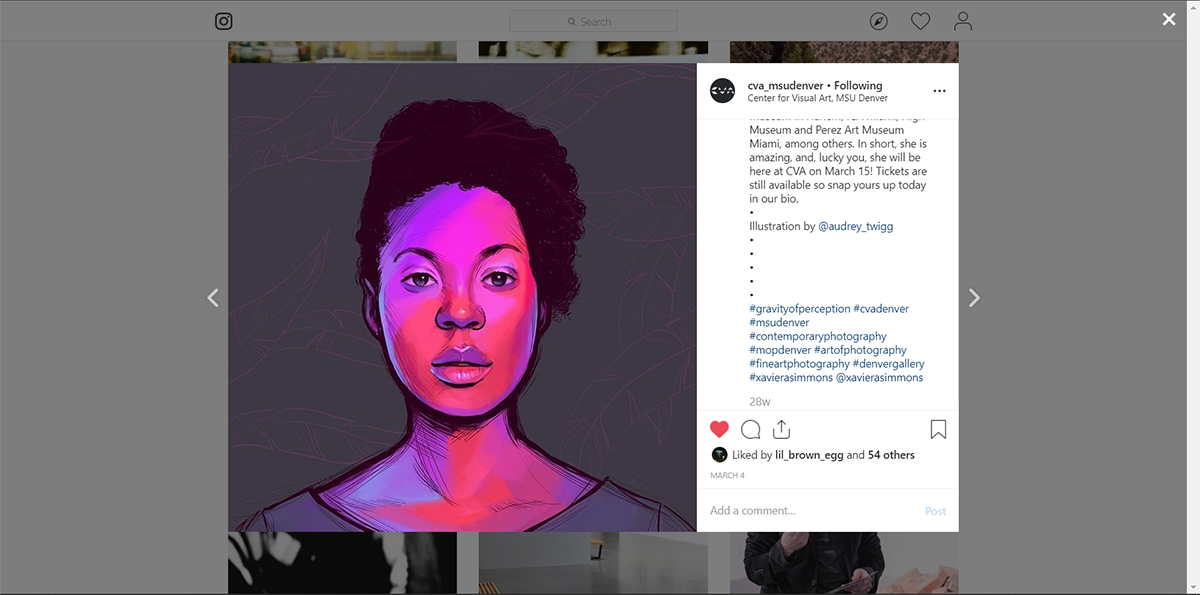 Search
cva_msudenver • Following
Center for Visual Art, MSU Denver
Museum and Perez Art Museum
Miami, among others. In short, she is
amazing, and, lucky you, she will be
here at CVA on March 15! Tickets are
still available so snap yours up today
in our bio.
•
Illustration by @audrey_twigg
•
•
•
•
•
#gravityofperception #cvadenver
#msudenver
#contemporaryphotography
#mopdenver #artofphotography
#fineartphotography #denvergallery
#xavierasimmons @xavierasimmons
28w
Liked by lil_brown_egg and 54 others
MARCH 4
Add a comment...
Post